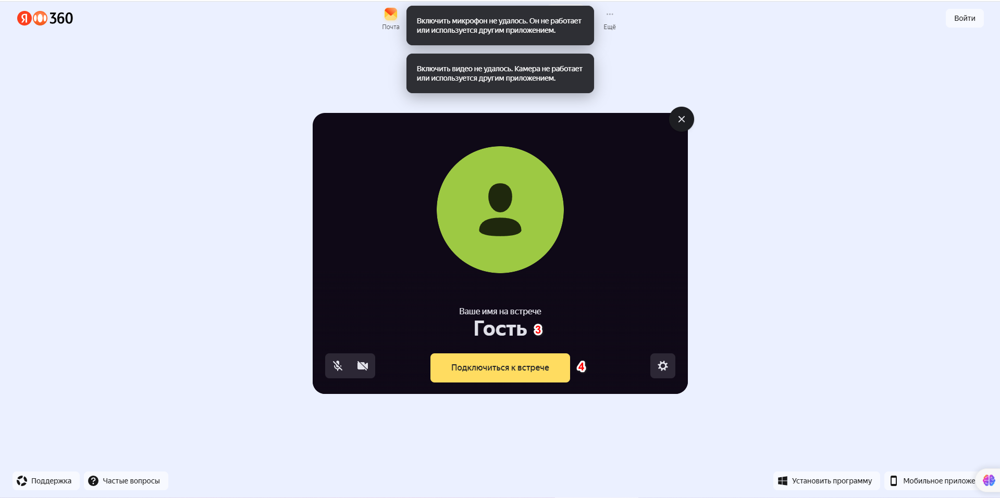 Я 360
Почта
Ещё
Войти
Включить микрофон не удалось. Он не работает
или используется другим приложением.
Включить видео не удалось. Камера не работает
или используется другим приложением.
Ваше имя на встрече
Гость 3
Подключиться к встрече 4
Поддержка
? Частые вопросы
Установить программу
Мобильное приложе